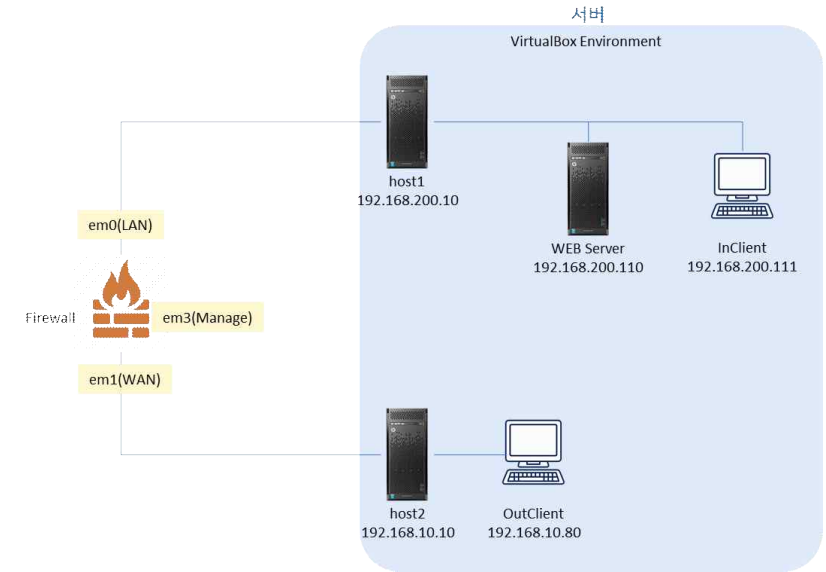 서버
VirtualBox Environment
host1
192.168.200.10
em0(LAN)
WEB Server
192.168.200.110
InClient
192.168.200.111
Firewall
em3(Manage)
em1(WAN)
host2
192.168.10.10
OutClient
192.168.10.80